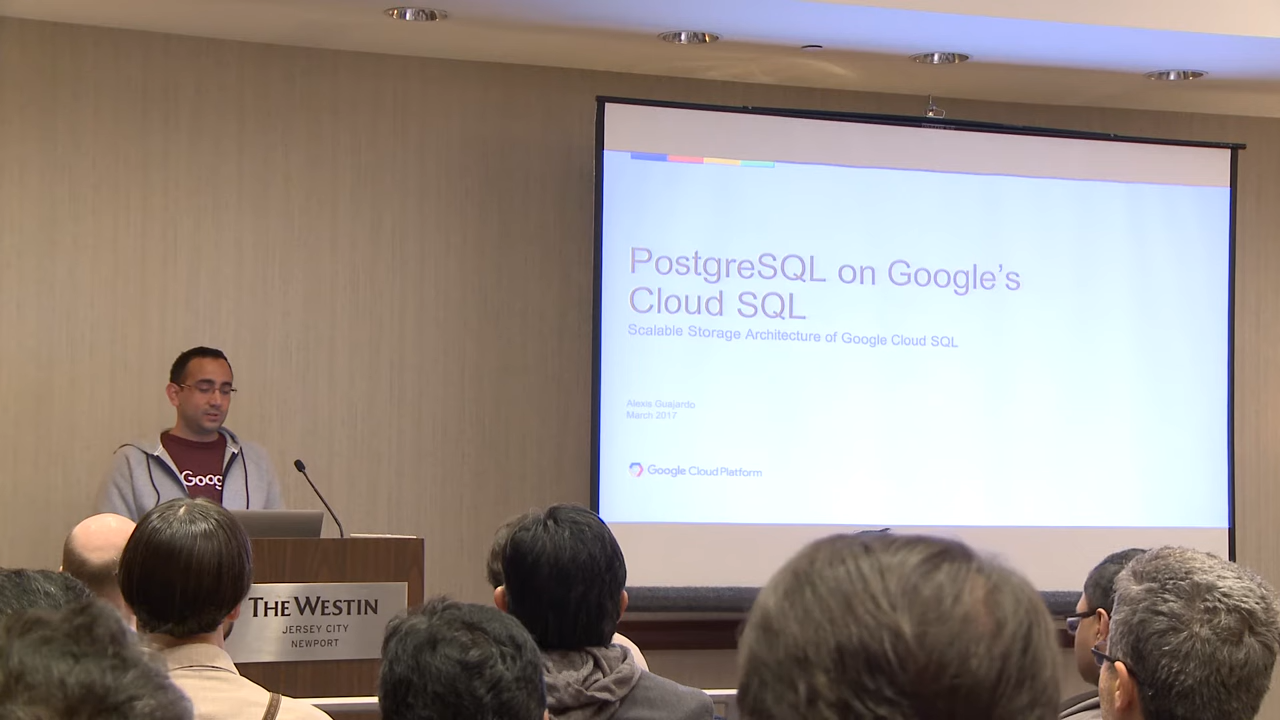 PostgreSQL on Google's
Cloud SQL
Scalable Storage Architecture of Google Cloud SQL
Alexis Guajardo
March 2017
Google Cloud Platform
Goog
THE WESTIN
JERSEY CITY
NEWPORT